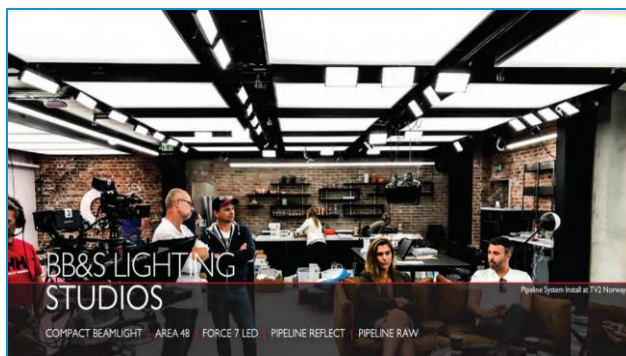 BB&S LIGHTING
STUDIOS
Pipeline System Install at TV2 Norway
COMPACT BEAMLIGHT | AREA 48 | FORCE 7 LED | PIPELINE REFLECT | PIPELINE RAW